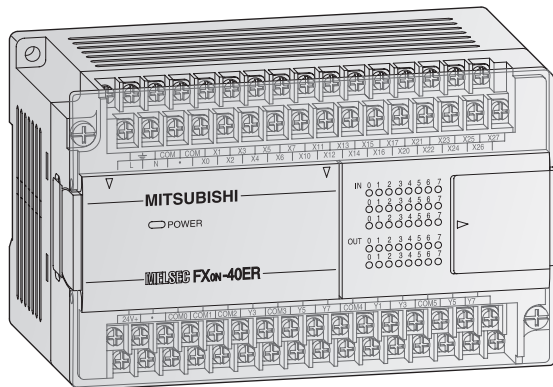 COM COM X1 X3 X5 X7 X11 X13 X15 X17 X21 X23 X25 X27
L N • X0 X2 X4 X6 X10 X12 X14 X16 X20 X22 X24 X26
MITSUBISHI
POWER
MELSEC FX0N-40ER
IN 0 1 2 3 4 5 6 7
0 1 2 3 4 5 6 7
0 1 2 3 4 5 6 7
OUT 0 1 2 3 4 5 6 7
0 1 2 3 4 5 6 7
24V+ • COM0 COM1 COM2 Y3 COM3 Y5 Y7 COM4 Y1 Y3 COM5 Y5 Y7